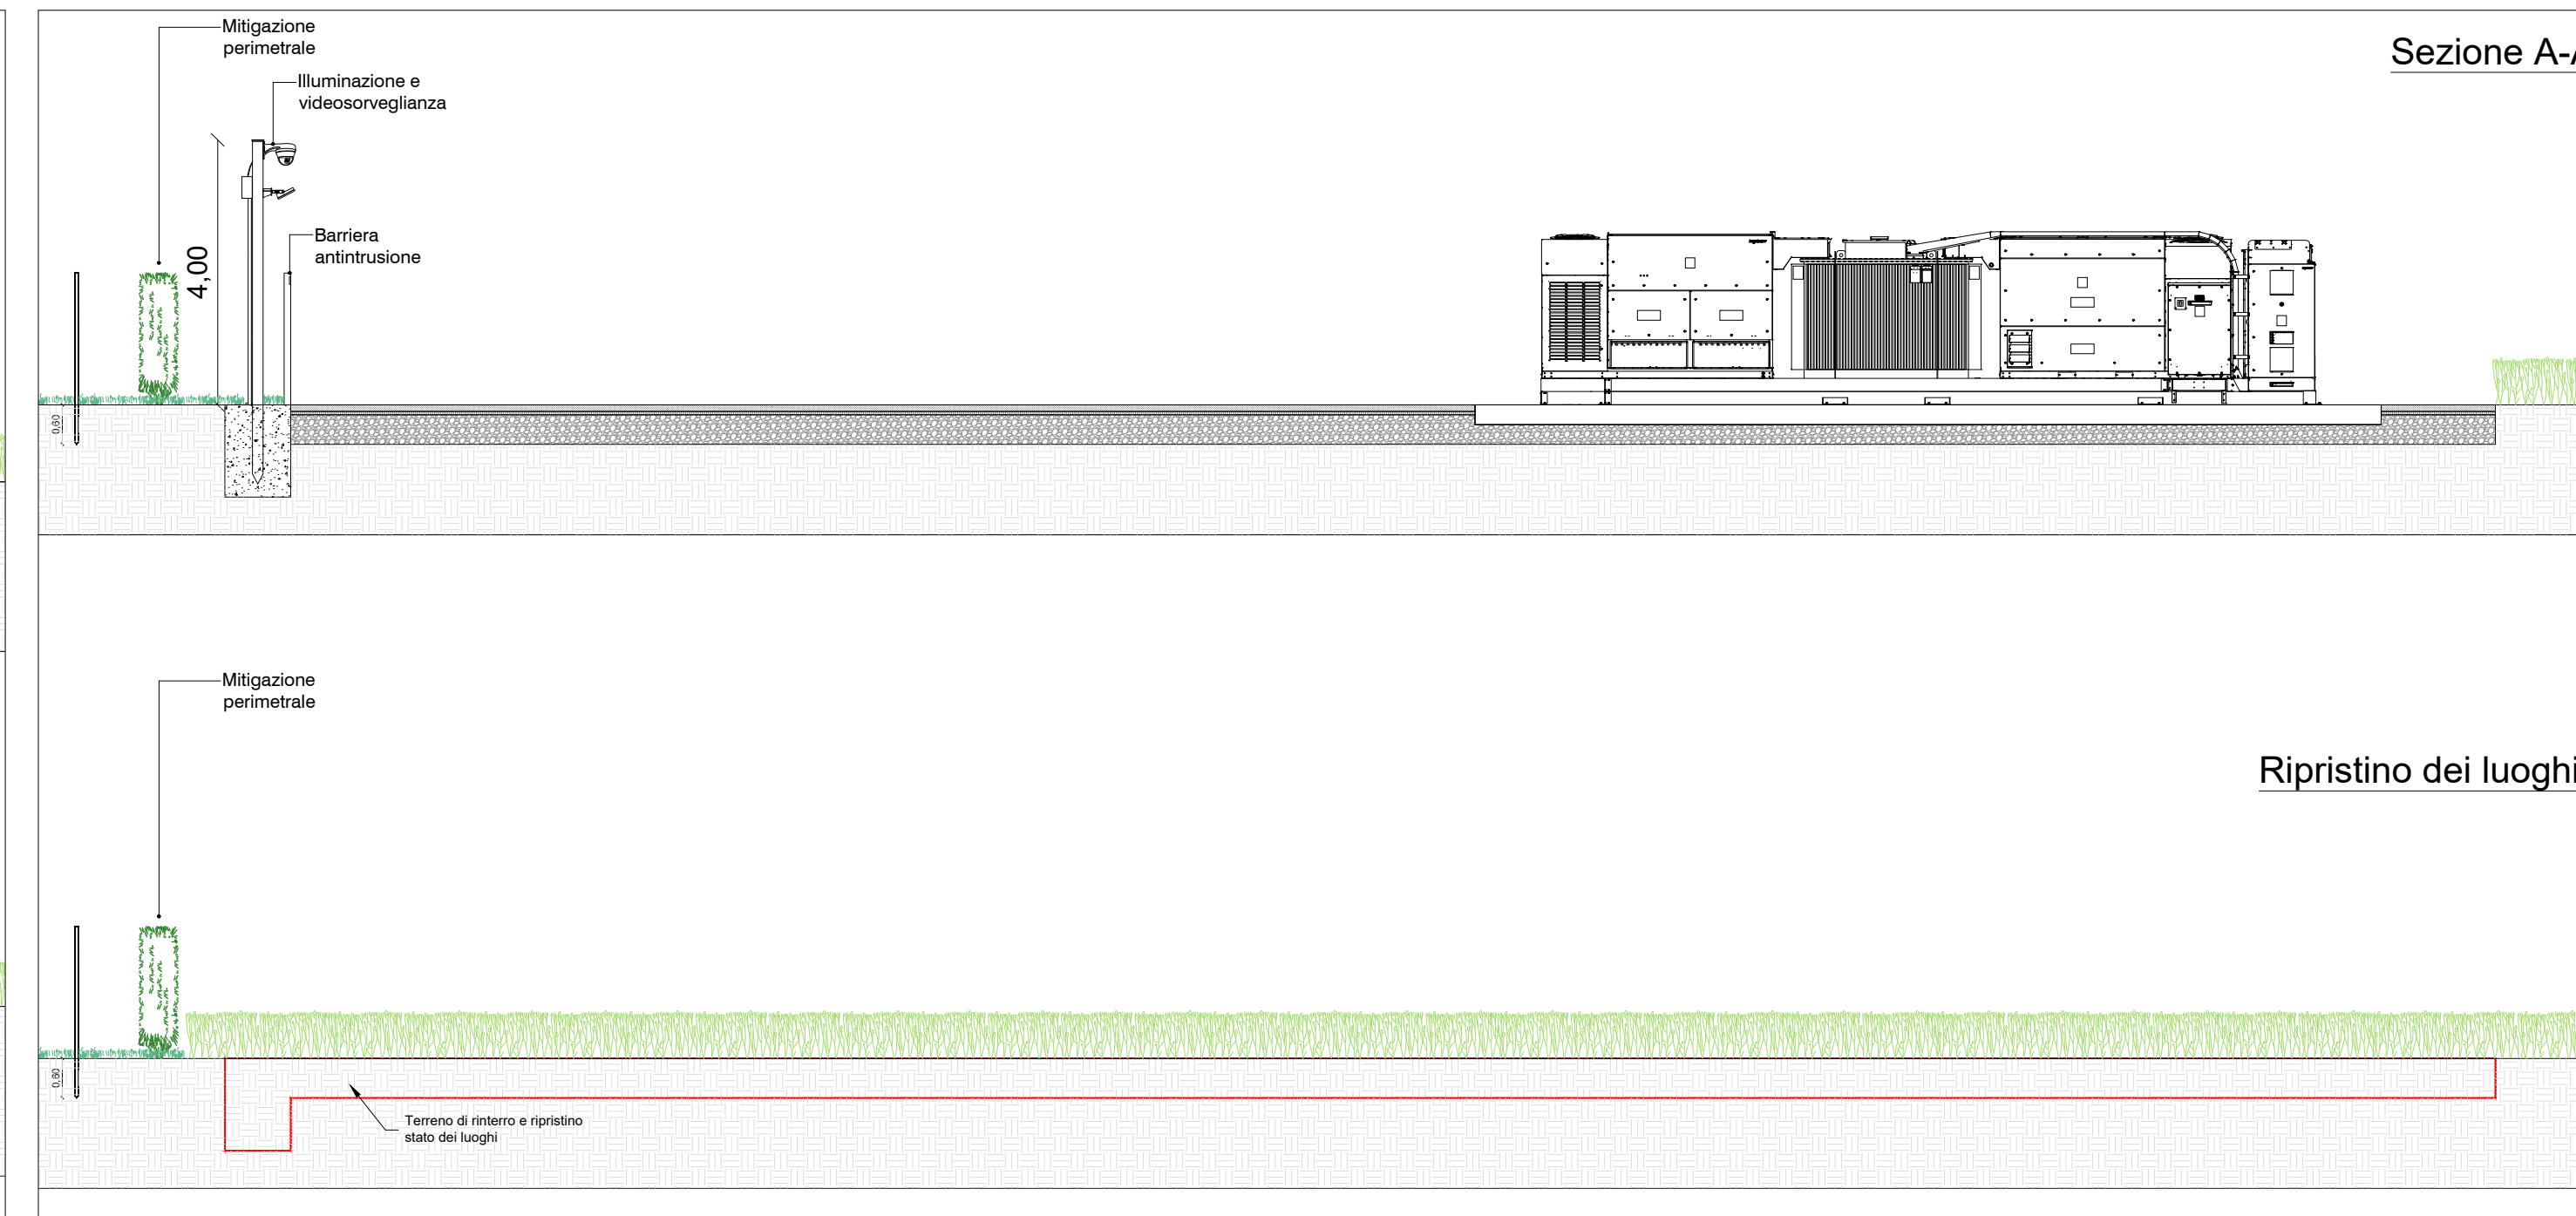 Mitigazione
perimetrale
Illuminazione e
videosorveglianza
Sezione A-A
Barriera
antintrusione
4,00
0,60
Mitigazione
perimetrale
Ripristino dei luoghi
0,60
Terreno di rinterro e ripristino
stato dei luoghi